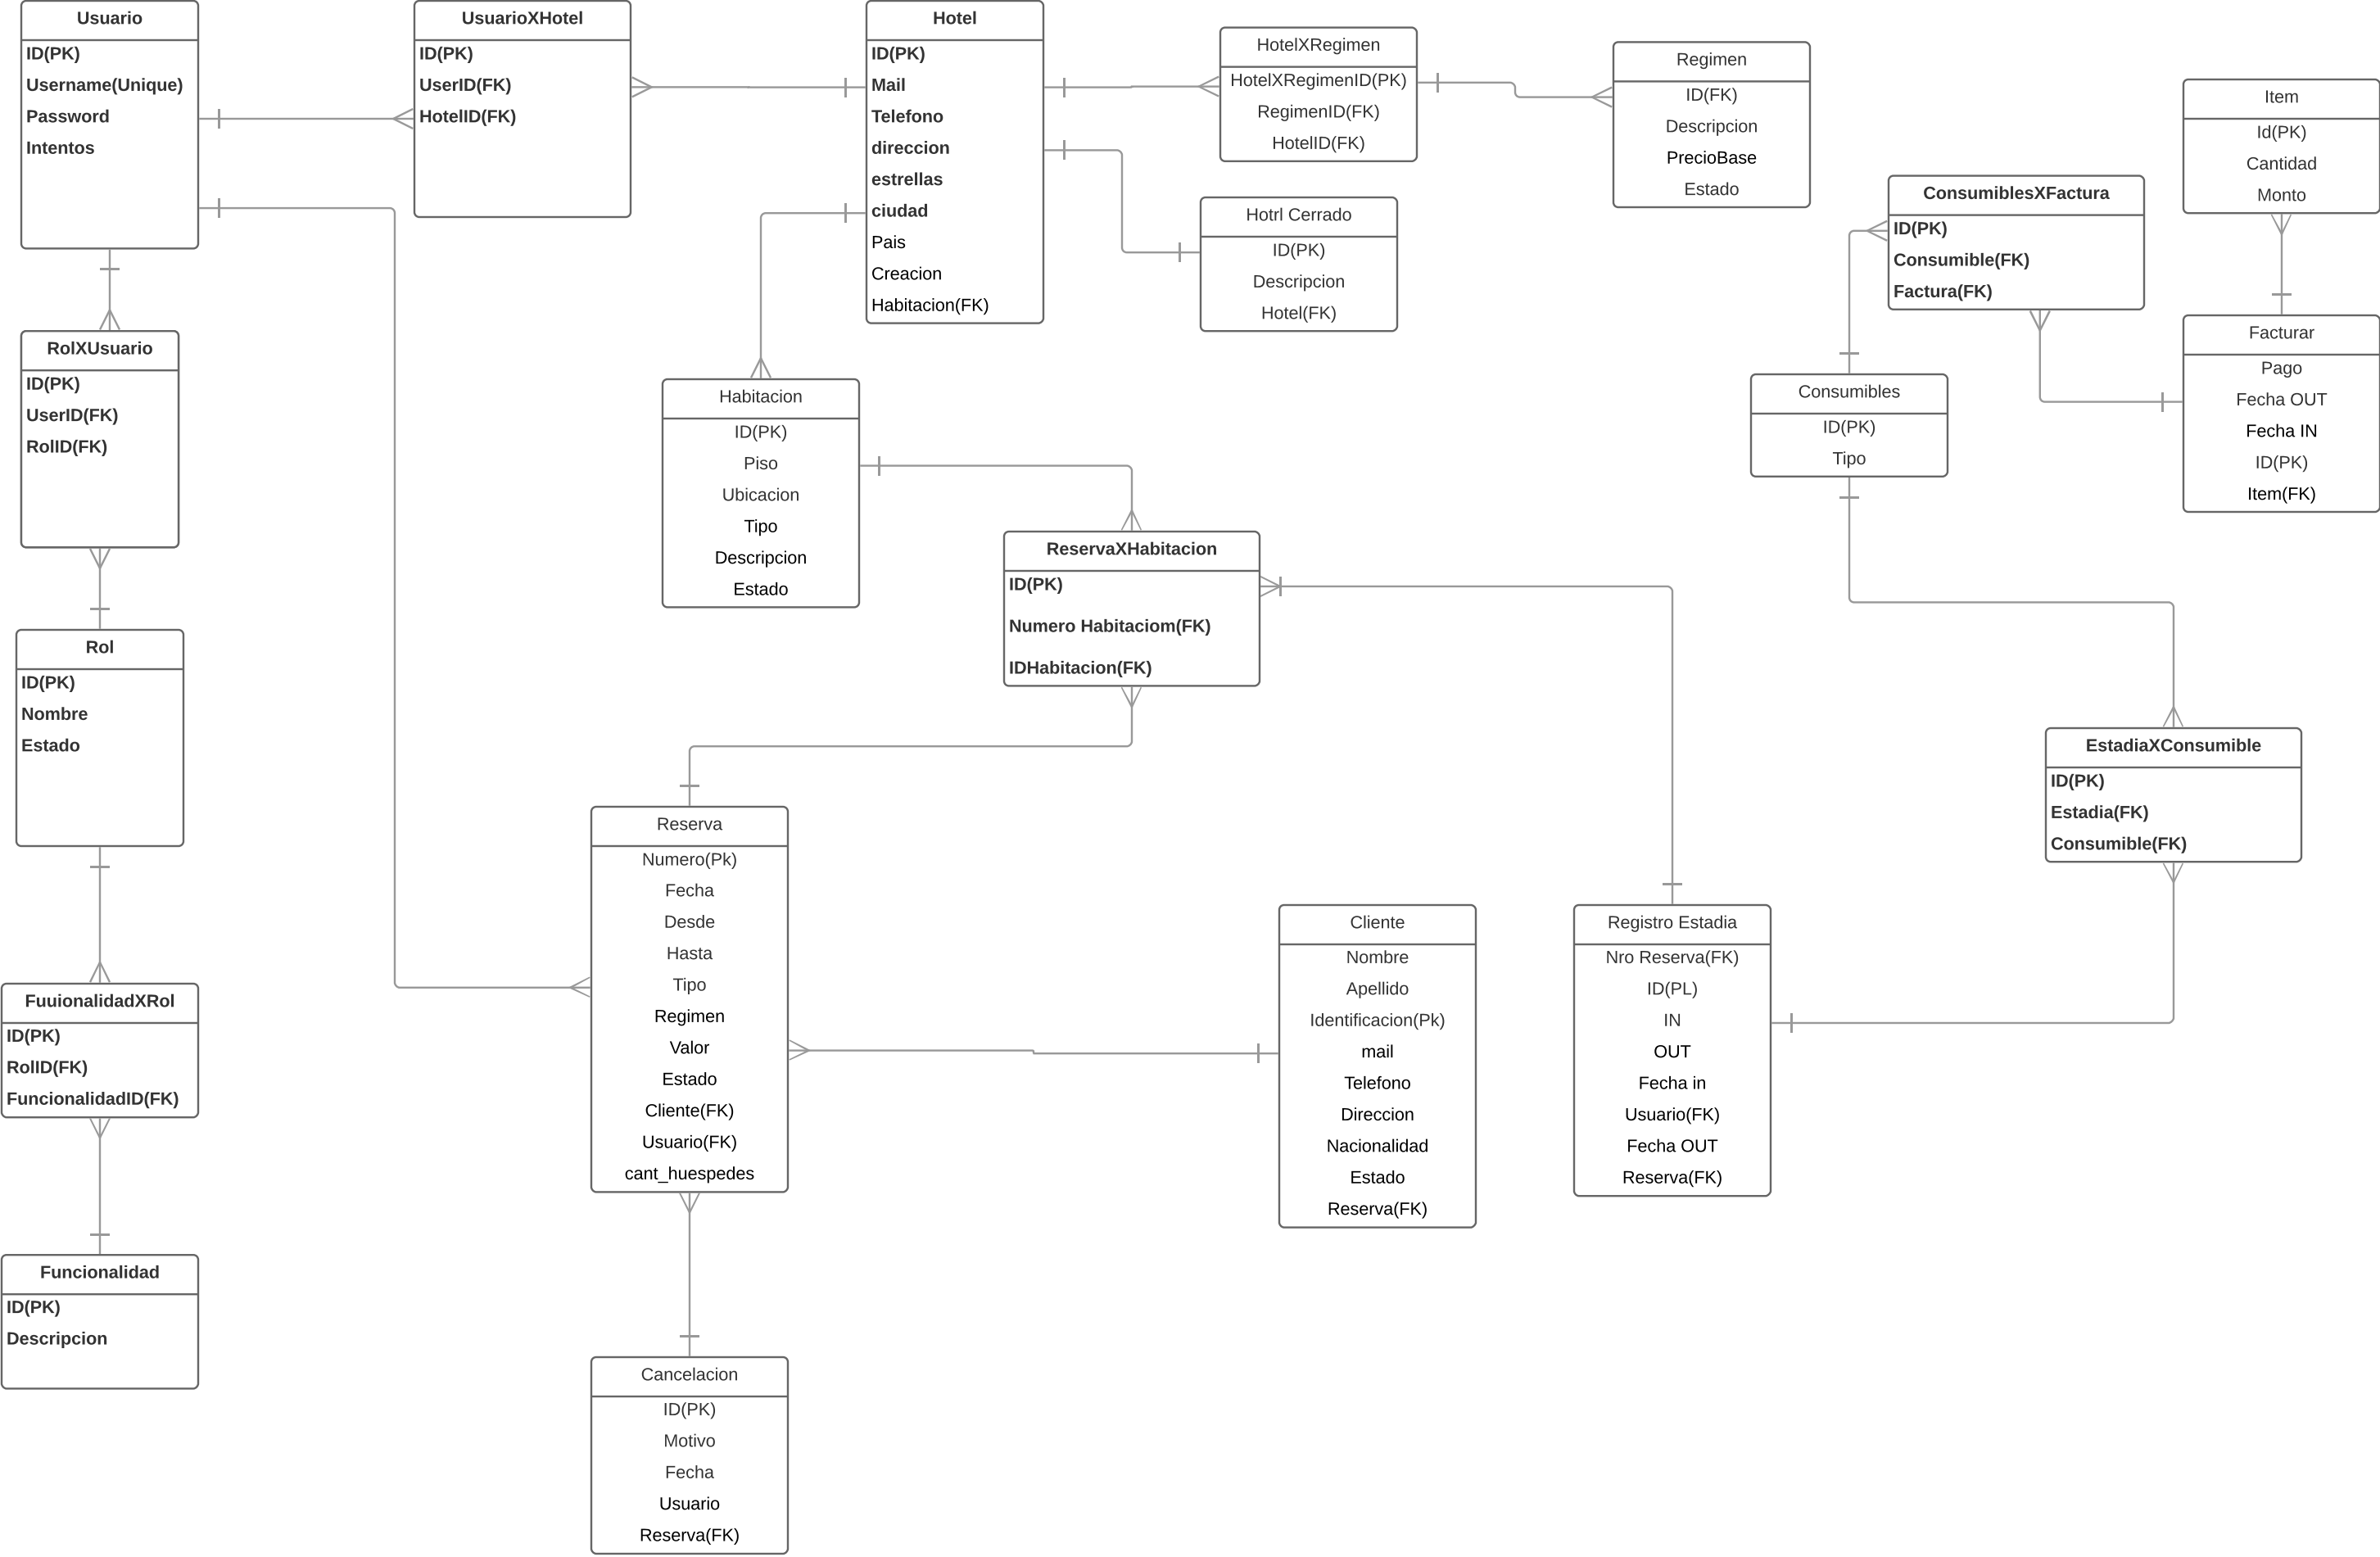 Usuario
ID(PK)
Username(Unique)
Password
Intentos
UsuarioXHotel
ID(PK)
UserID(FK)
HotelID(FK)
Hotel
ID(PK)
Mail
Telefono
direccion
estrellas
ciudad
Pais
Creacion
Habitacion(FK)
HotelXRegimen
HotelXRegimenID(PK)
RegimenID(FK)
HotelID(FK)
Regimen
ID(FK)
Descripcion
PrecioBase
Estado
Item
Id(PK)
Cantidad
Monto
ConsumiblesXFactura
ID(PK)
Consumible(FK)
Factura(FK)
Hotrl Cerrado
ID(PK)
Descripcion
Hotel(FK)
Facturar
Pago
Fecha OUT
Fecha IN
ID(PK)
Item(FK)
RolXUsuario
ID(PK)
UserID(FK)
RolID(FK)
Habitacion
ID(PK)
Piso
Ubicacion
Tipo
Descripcion
Estado
Consumibles
ID(PK)
Tipo
ReservaXHabitacion
ID(PK)
Numero Habitaciom(FK)
IDHabitacion(FK)
Rol
ID(PK)
Nombre
Estado
EstadiaXConsumible
ID(PK)
Estadia(FK)
Consumible(FK)
Reserva
Numero(Pk)
Fecha
Desde
Hasta
Tipo
Regimen
Valor
Estado
Cliente(FK)
Usuario(FK)
cant_huespedes
Cliente
Nombre
Apellido
Identificacion(Pk)
mail
Telefono
Direccion
Nacionalidad
Estado
Reserva(FK)
Registro Estadia
Nro Reserva(FK)
ID(PL)
IN
OUT
Fecha in
Usuario(FK)
Fecha OUT
Reserva(FK)
FuuionalidadXRol
ID(PK)
RolID(FK)
FuncionalidadID(FK)
Funcionalidad
ID(PK)
Descripcion
Cancelacion
ID(PK)
Motivo
Fecha
Usuario
Reserva(FK)